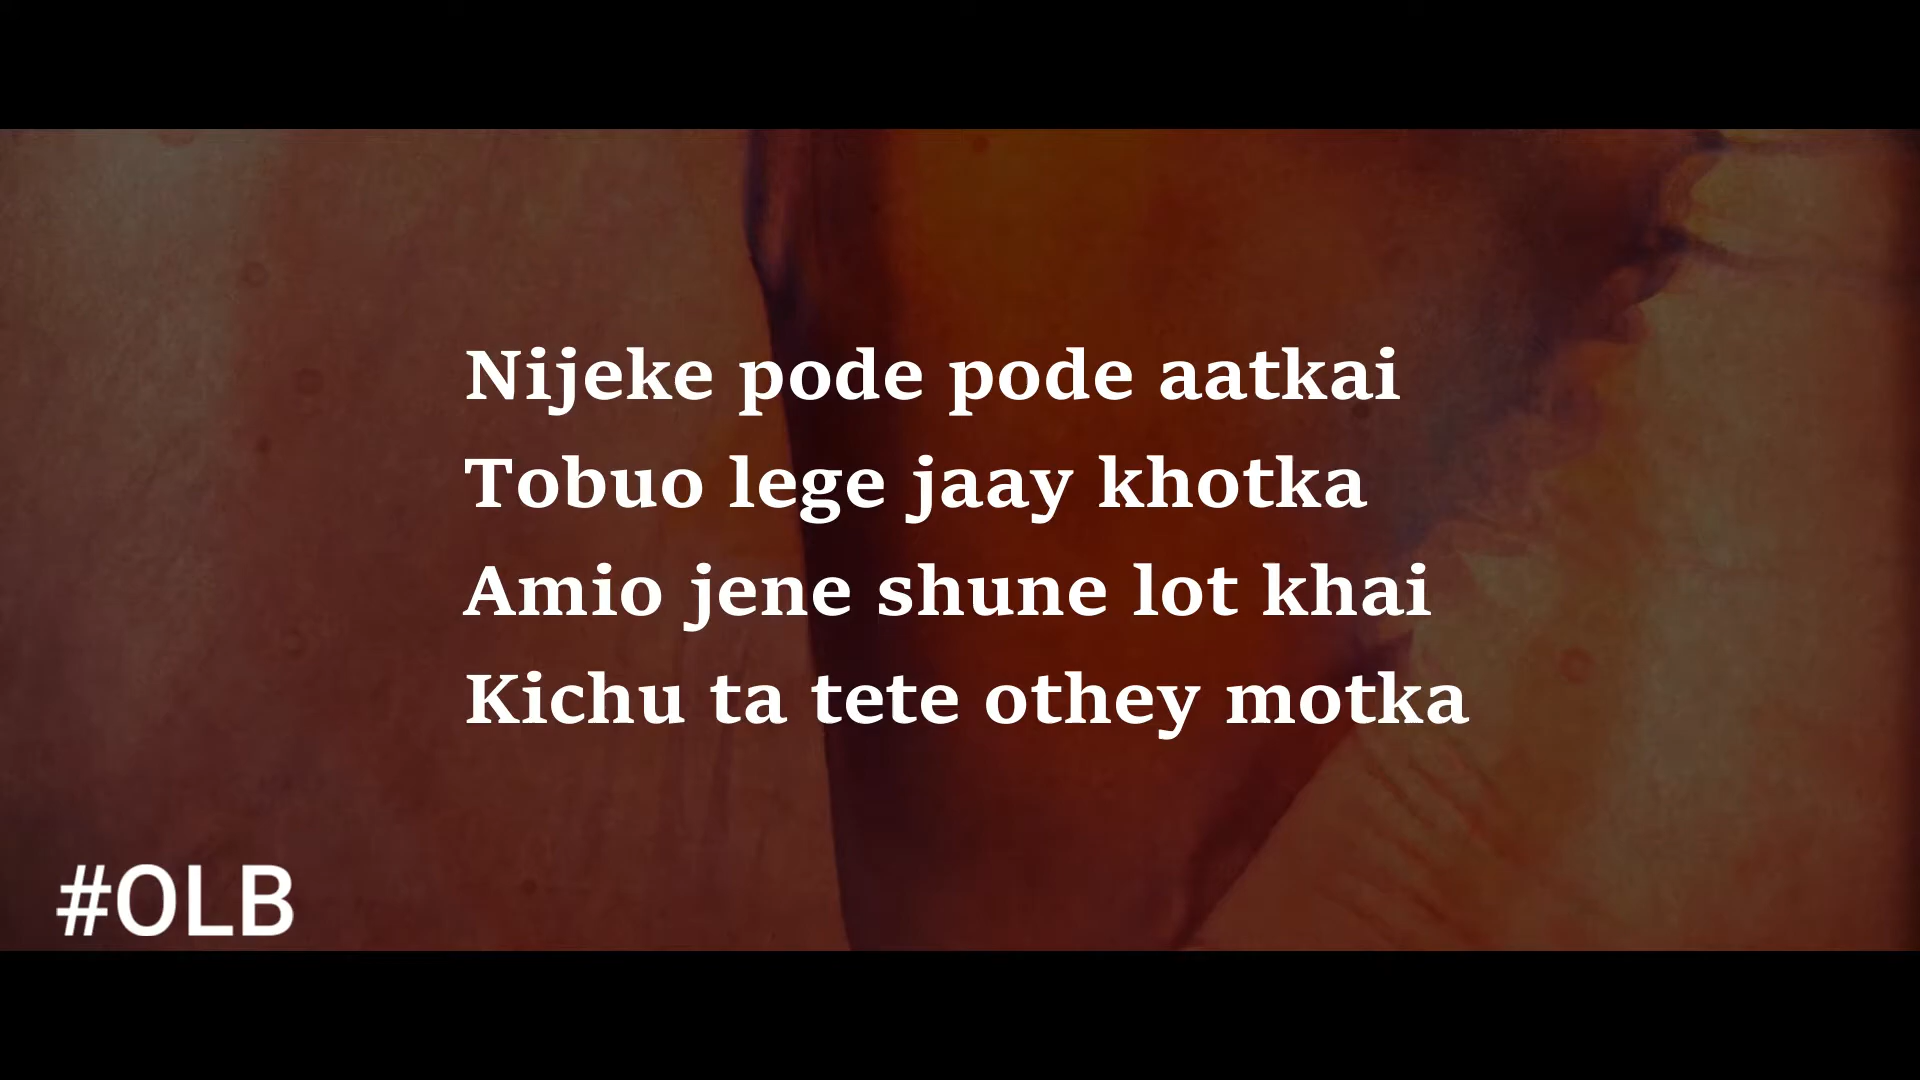 Nijeke pode pode aatkai
Tobuo lege jaay khotka
Amio jene shune lot khai
Kichu ta tete othey motka
#OLB